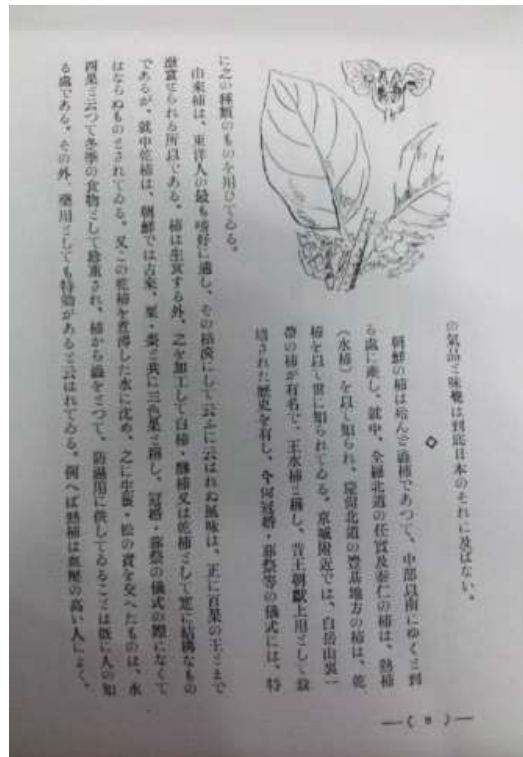 の氣品と味覺は到底日本のそれに及ばない。
◇
朝鮮の柿は殆んど澁柿であつて、中部以南にゆくと到
る處に產し、就中、全羅北道の任實及泰仁の柿は、熟柿
(水柿)を以て知られ、慶尙北道の豊基地方の柿は、乾
柿を以て世に知られてゐる。京城附近では、白岳山裏一
帶の柿が有名で、王水柿と稱し、昔王朝獻上用として栽
培された歷史を有し、今何冠婚・葬祭等の儀式には、特
に之の種類のものを用ひてゐる。
由來柿は、東洋人の最も嗜好に適し、その積淡にして云ふに云はれぬ風味は、正に百果の王とまで
激賞せられる所以である。柿は生食する外、之を加工して白柿・醂柿又は乾柿として寔に結構なもの
であるが、就中乾柿は、朝鮮では古來、栗・棗と共に三色果と稱し、冠婚・葬祭の儀式の際になくて
はならぬものとされてゐる。又この乾柿を煮沸した水に沈め、之に生薑・松の實を交へたものは、水
四果と云つて冬季の食物として珍重され、柿から澁をとつて、防濕用に供してゐることは旣に人の知
る處である。その外、藥用としても特効があると云はれてゐる。例へば熟柿は血壓の高い人によく、
―( 8 )―